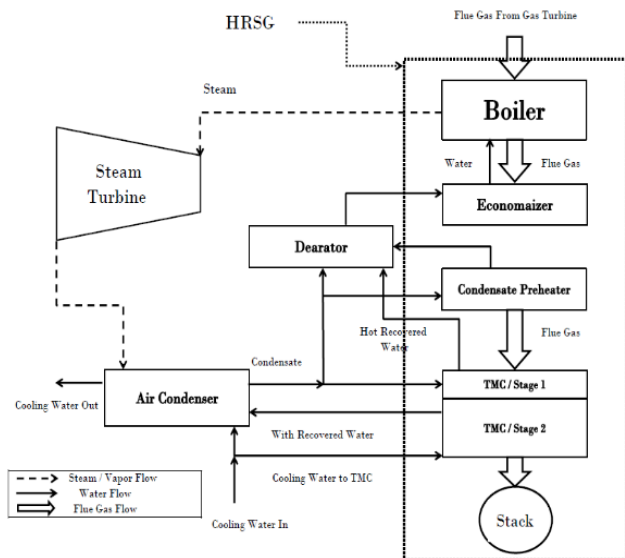 HRSG
Flue Gas From Gas Turbine
Steam
Boiler
Steam
Turbine
Water
Flue Gas
Economaizer
Dearator
Condensate Preheater
Hot Recovered
Water
Flue Gas
Condensate
Air Condenser
TMC / Stage 1
Cooling Water Out
TMC / Stage 2
With Recovered Water
Steam / Vapor Flow
Water Flow
Flue Gas Flow
Cooling Water to TMC
Cooling Water In
Stack